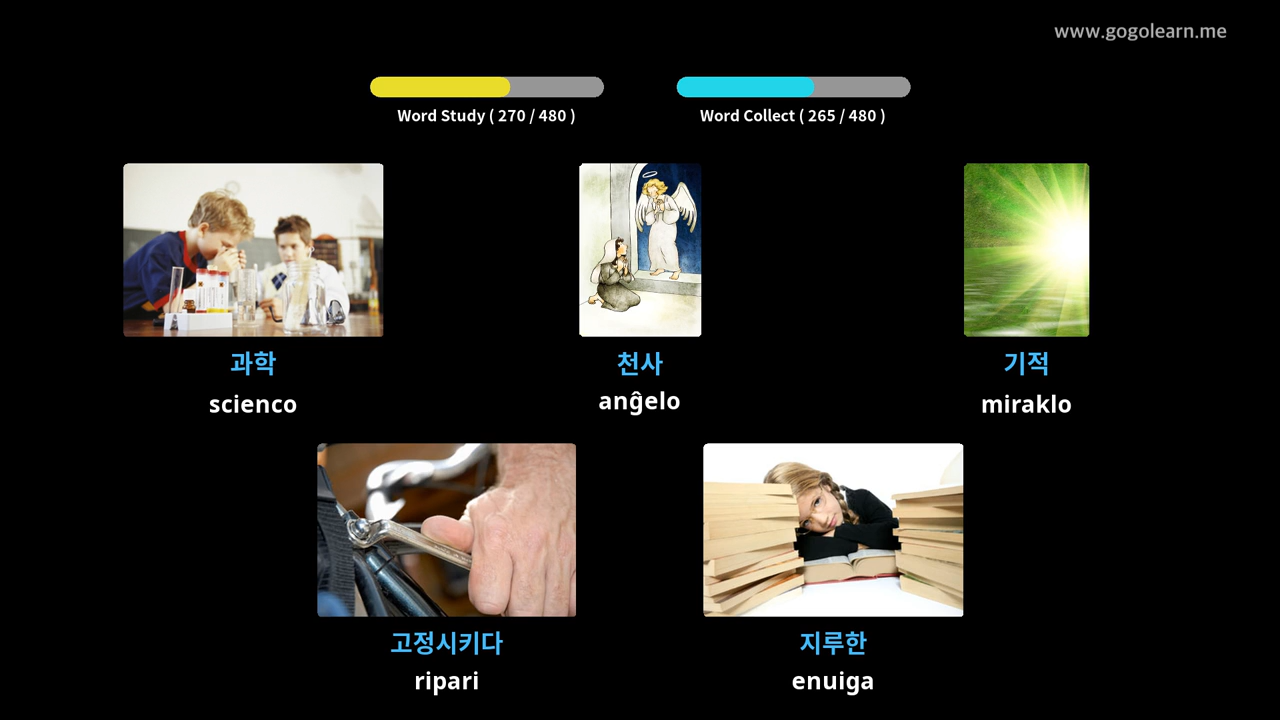 www.gogolearn.me
Word Study ( 270 / 480 )
Word Collect ( 265 / 480 )
과학
scienco
천사
anĝelo
기적
miraklo
고정시키다
ripari
지루한
enuiga